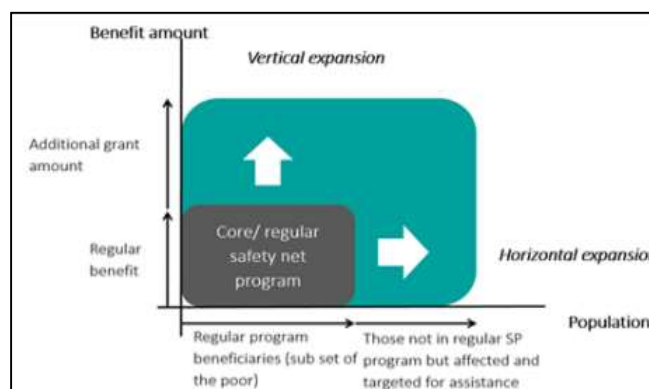 Benefit amount
Vertical expansion
Additional grant
amount
Core/ regular
safety net
program
Regular
benefit
Horizontal expansion
Population
Regular program
beneficiaries (sub set of
the poor)
Those not in regular SP
program but affected and
targeted for assistance